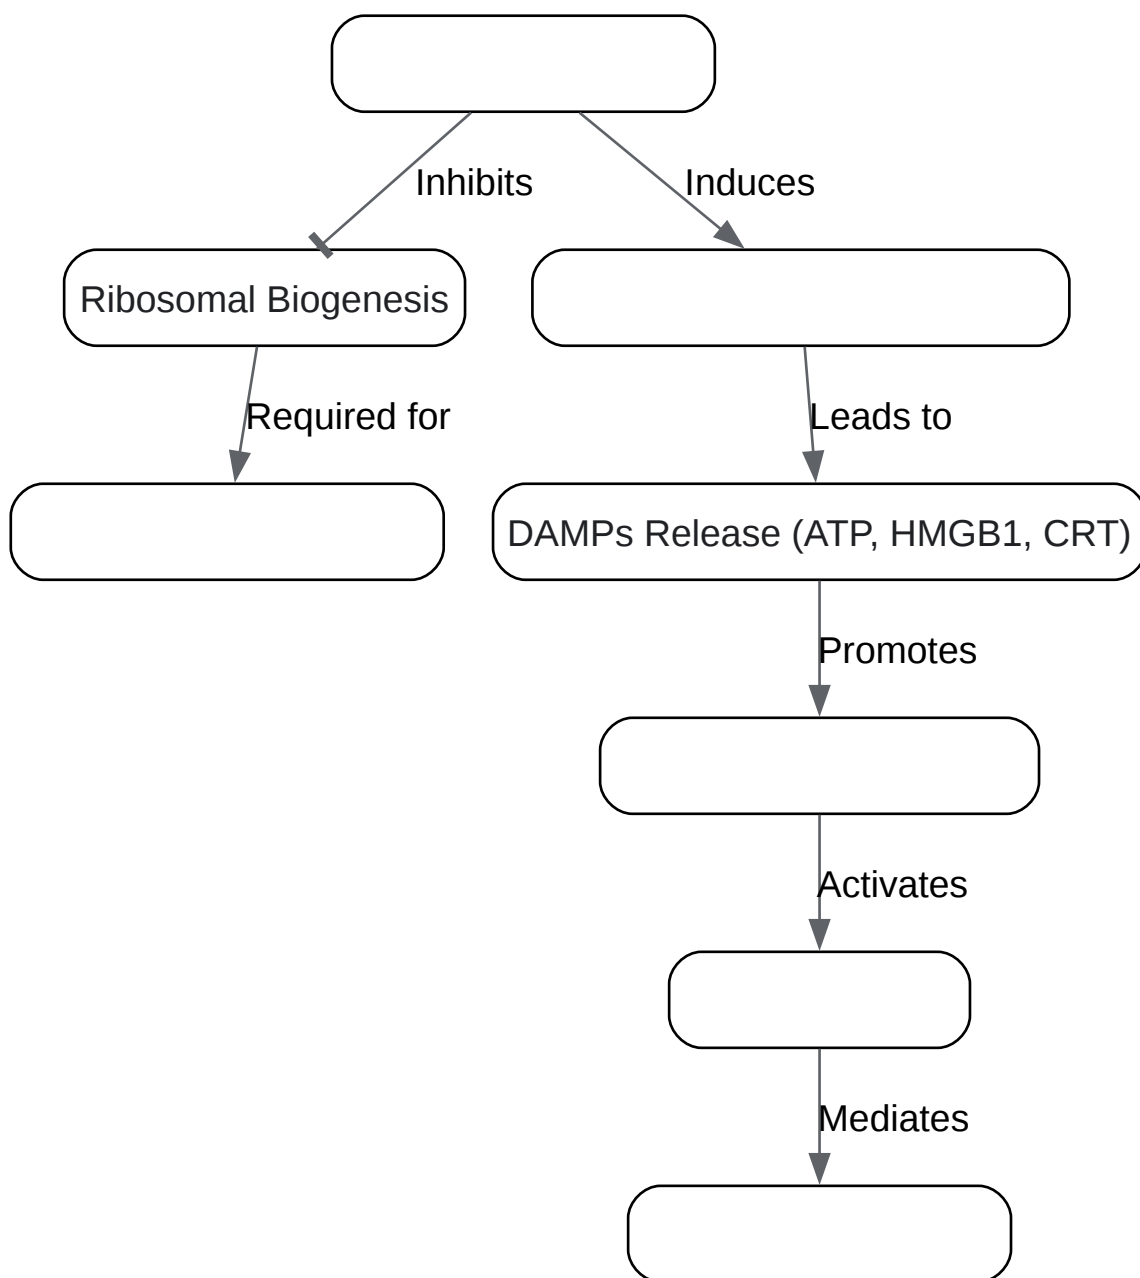 Inhibits
Induces
Ribosomal Biogenesis
Required for
Leads to
DAMPs Release (ATP, HMGB1, CRT)
Promotes
Activates
Mediates